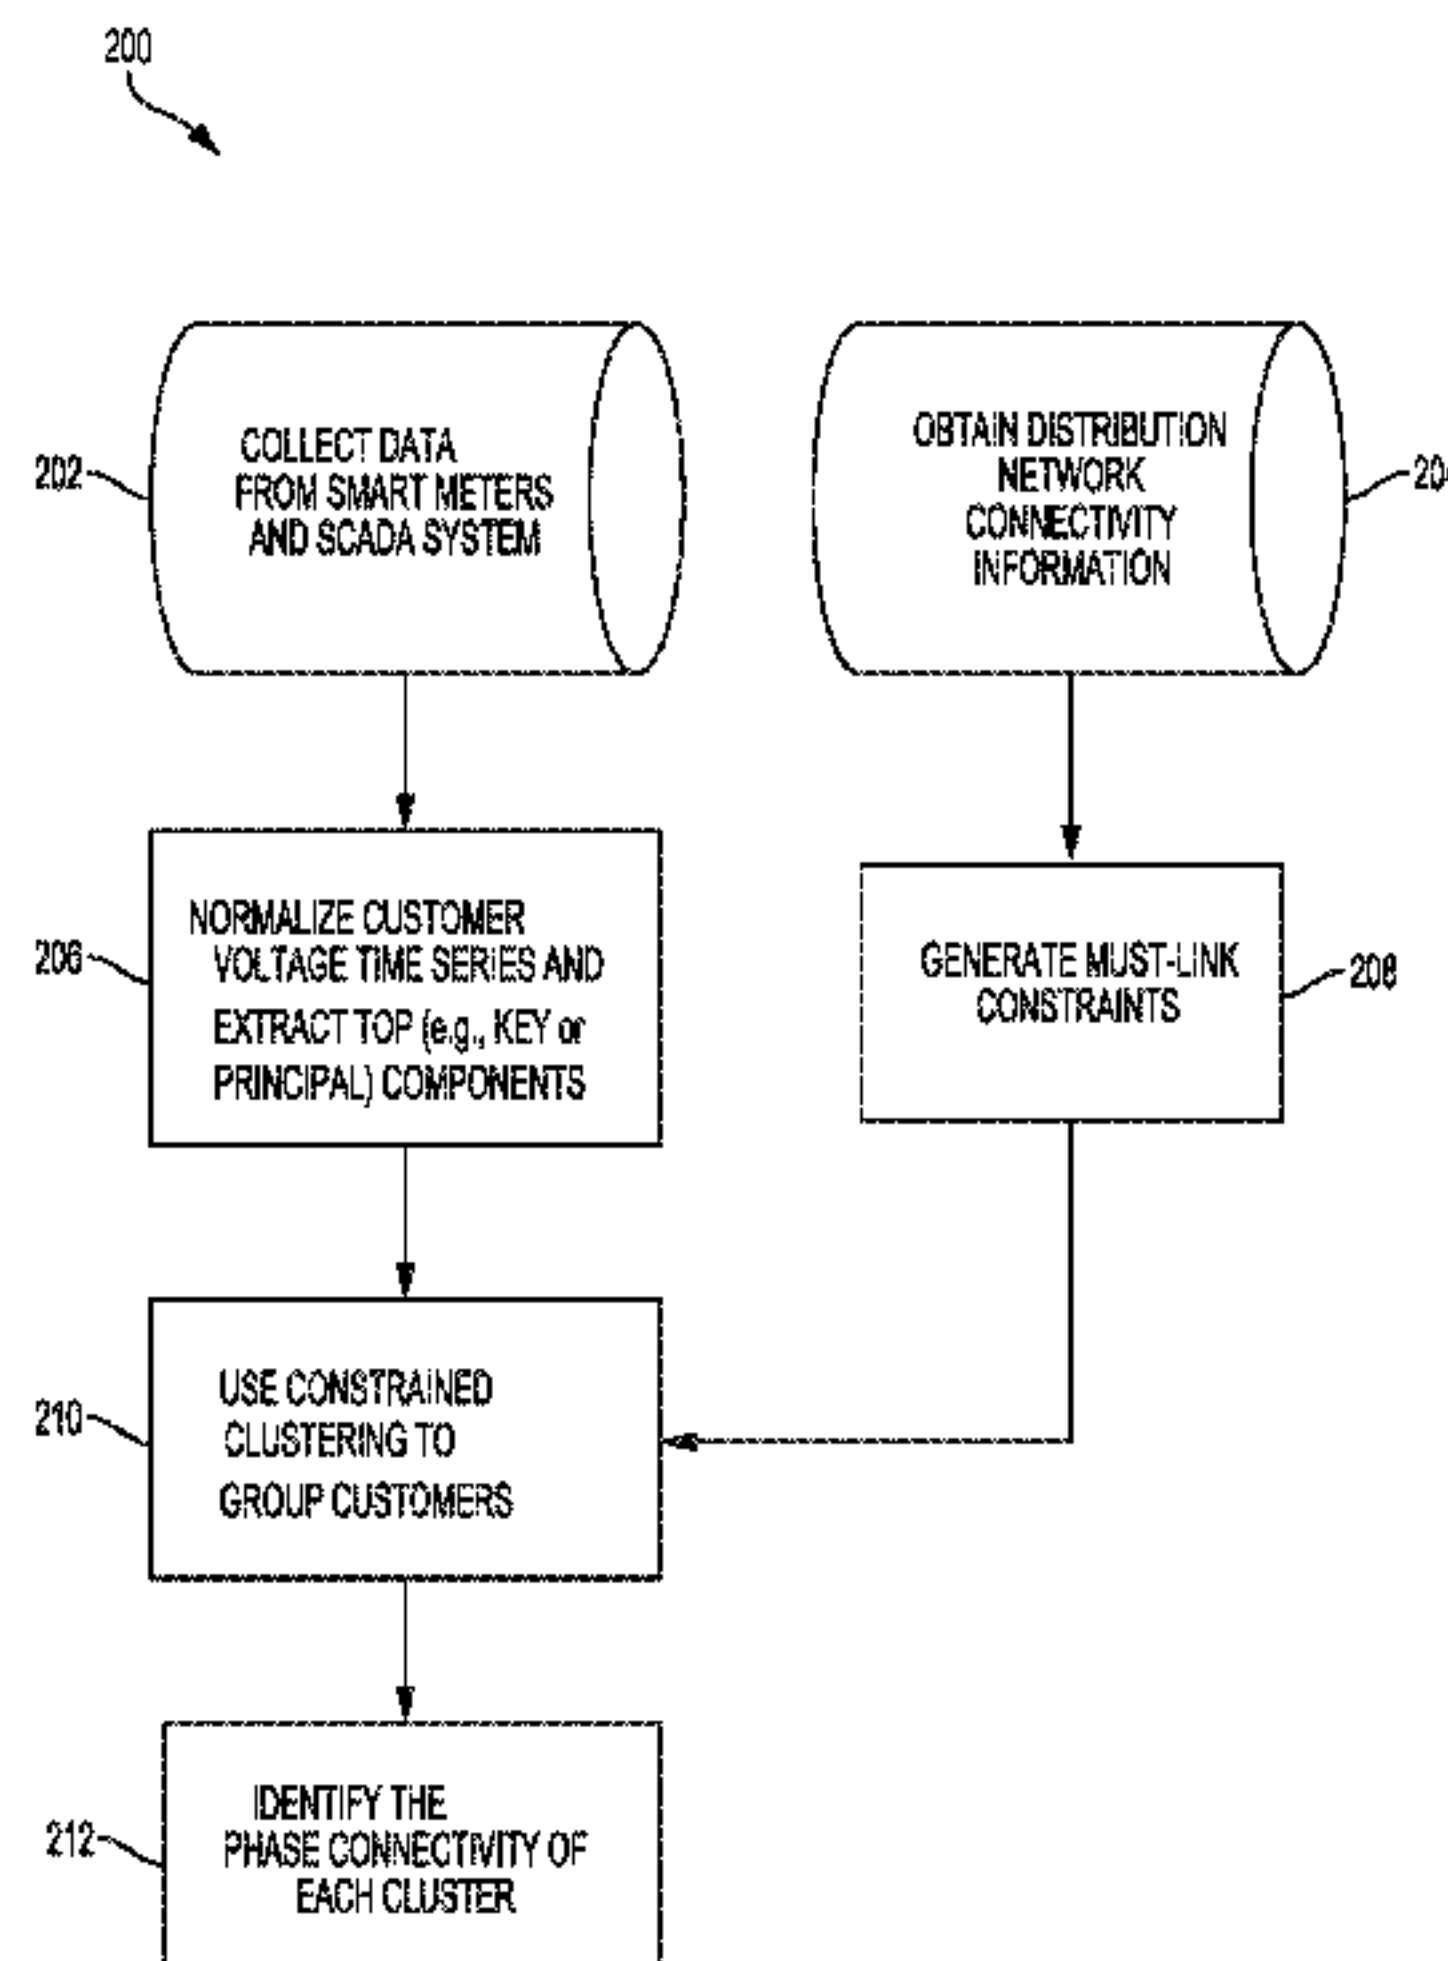 200
COLLECT DATA
FROM SMART METERS
AND SCADA SYSTEM
202
OBTAIN DISTRIBUTION
NETWORK
CONNECTIVITY
INFORMATION
20
NORMALIZE CUSTOMER
VOLTAGE TIME SERIES AND
EXTRACT TOP (e.g., KEY or
PRINCIPAL) COMPONENTS
206
GENERATE MUST-LINK
CONSTRAINTS
208
USE CONSTRAINED
CLUSTERING TO
GROUP CUSTOMERS
210
IDENTIFY THE
PHASE CONNECTIVITY OF
EACH CLUSTER
212